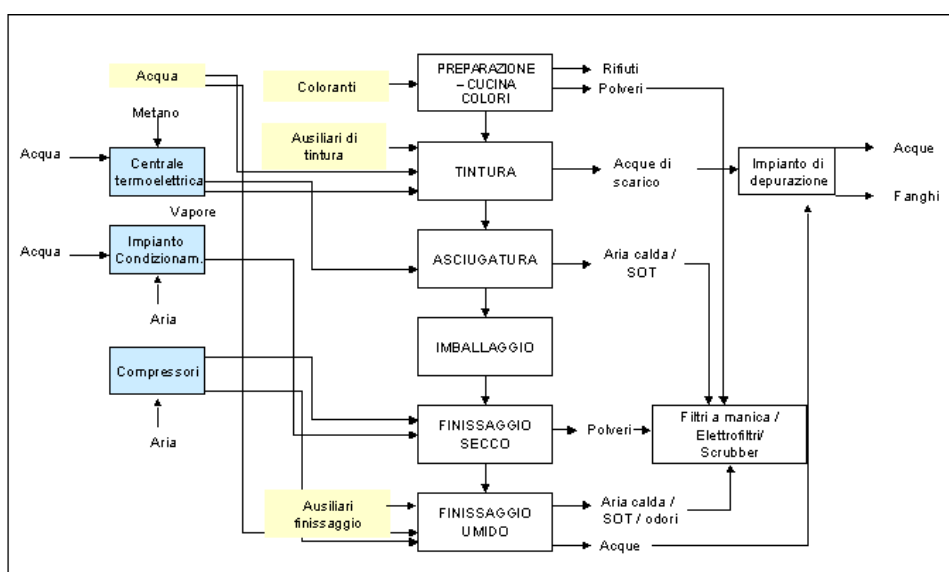 Acqua
Coloranti
PREPARAZIONE
– CUCINA
COLORI
Rifiuti
Polveri
Metano
Acqua
Centrale
termoelettrica
Ausiliari di
tintura
TINTURA
Acque di
scarico
Impianto di
depurazione
Acque
Fanghi
Vapore
Acqua
Impianto
Condizionam.
ASCIUGATURA
Aria calda /
SOT
Aria
IMBALLAGGIO
Compressori
Aria
FINISSAGGIO
SECCO
Polveri
Filtri a manica /
Elettrofiltri/
Scrubber
Ausiliari
finissaggio
FINISSAGGIO
UMIDO
Aria calda /
SOT / odori
Acque